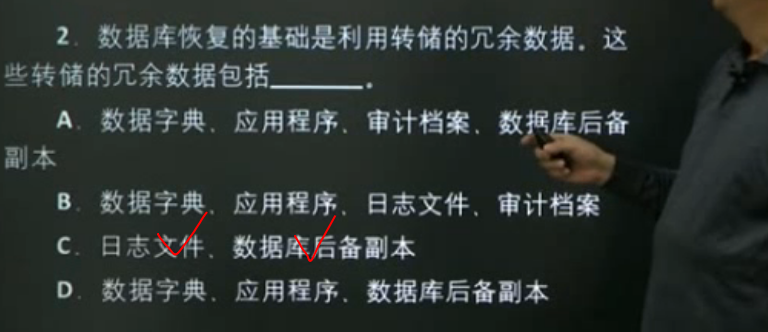 2. 数据库恢复的基础是利用转储的冗余数据。这
些转储的冗余数据包括______。
A. 数据字典、应用程序、审计档案、数据库后备
副本
B. 数据字典、应用程序、日志文件、审计档案
C. 日志文件、数据库后备副本
D. 数据字典、应用程序、数据库后备副本